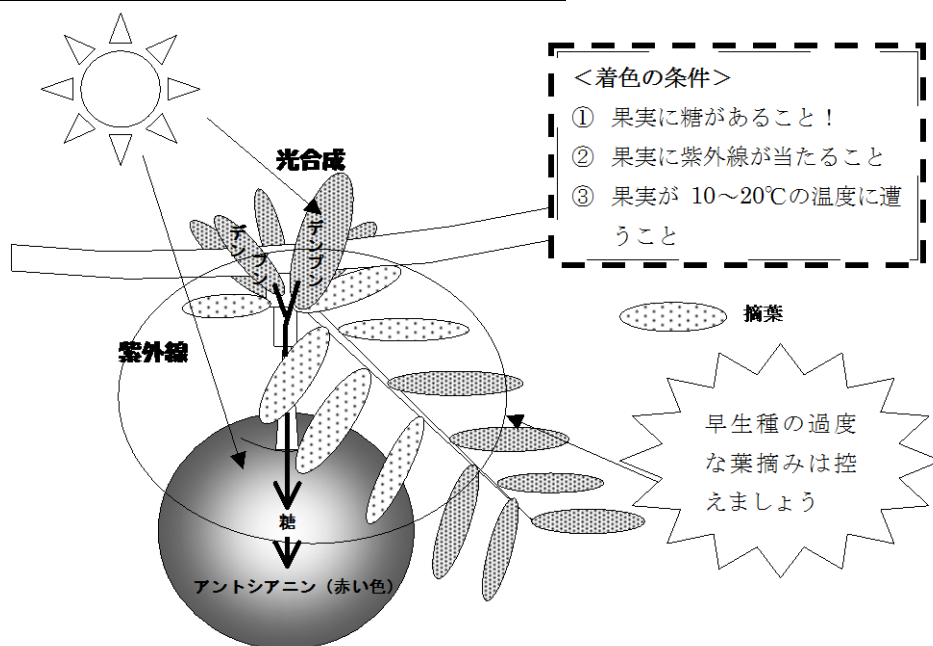 ＜着色の条件＞
① 果実に糖があること！
② 果実に紫外線が当たること
③ 果実が 10～20℃の温度に遭
うこと
光合成
デンプン
デンプン
摘葉
紫外線
早生種の過度
な葉摘みは控
えましょう
糖
アントシアニン（赤い色）